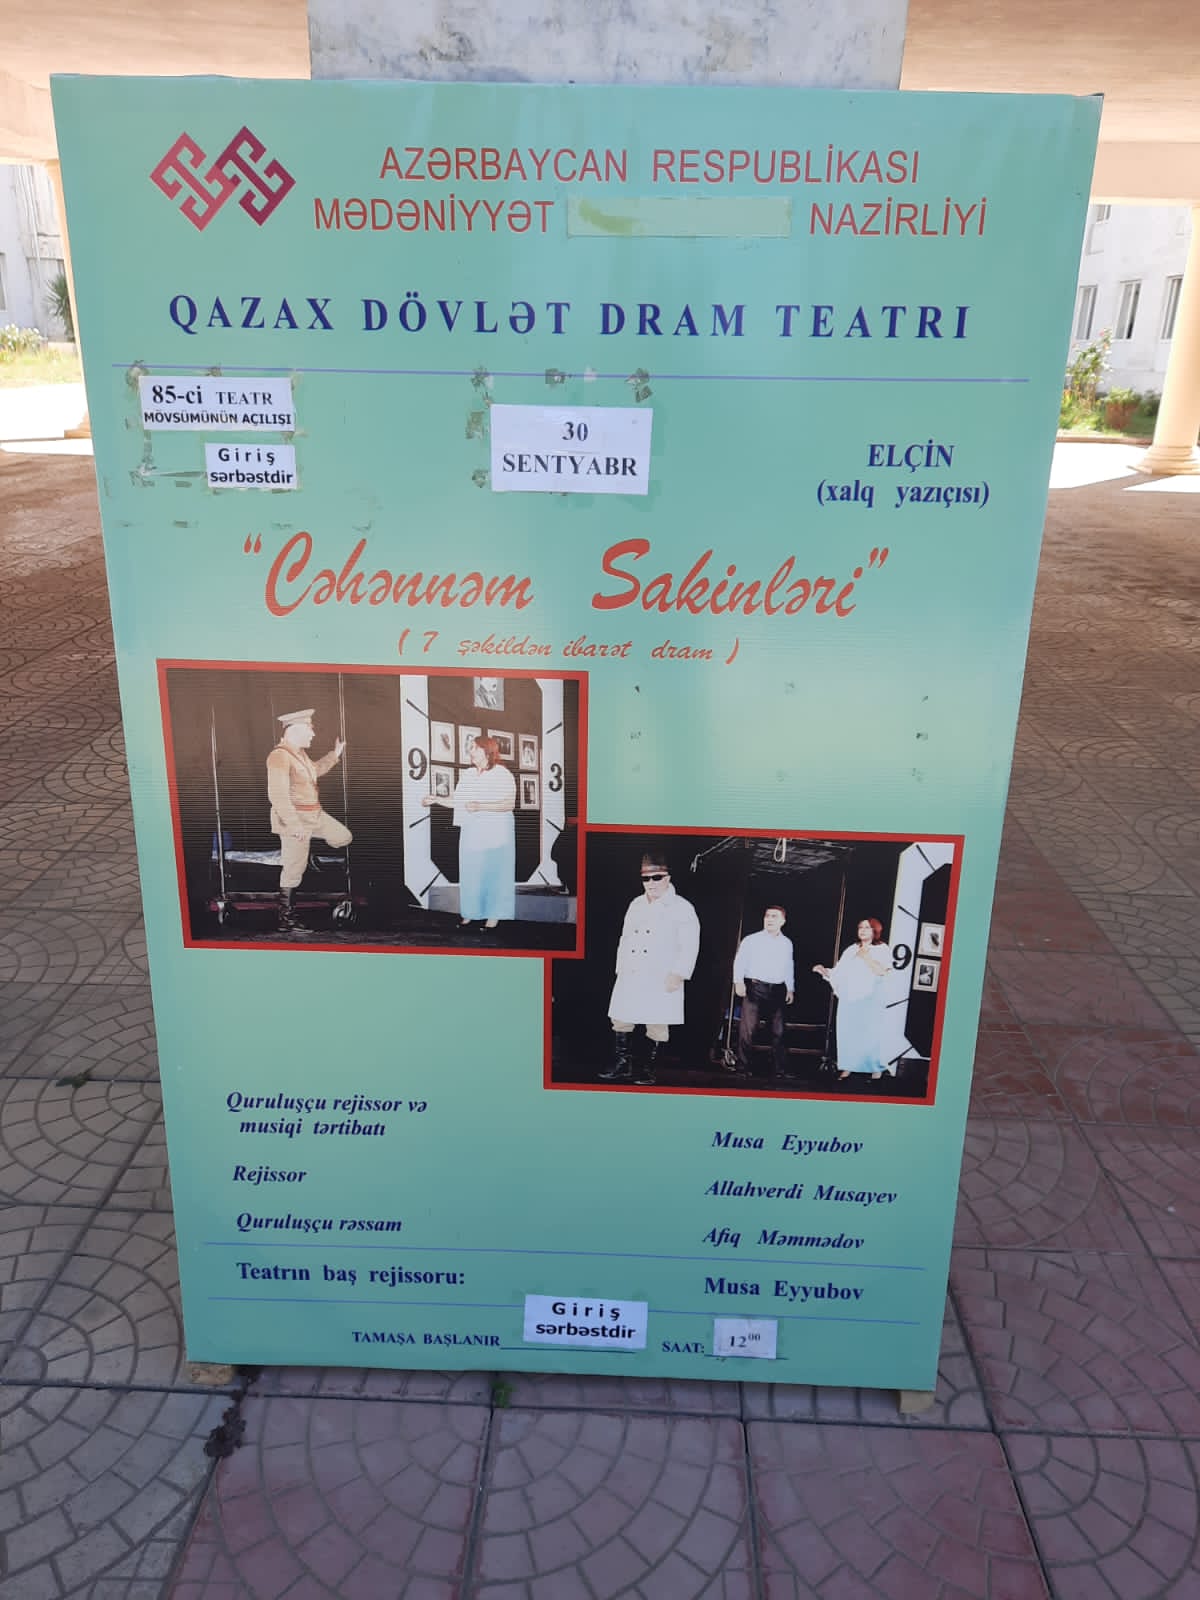 AZƏRBAYCAN RESPUBLİKASI
MƏDƏNİYYƏT NAZİRLİYİ
QAZAX DÖVLƏT DRAM TEATRI
85-ci TEATR
MÖVSÜMÜNÜN AÇILIŞI
Giriş
sərbəstdir
30
SENTYABR
ELÇİN
(xalq yazıçısı)
“Cəhənnəm Sakinləri”
( 7 şəkildən ibarət dram )
9
3
9
Quruluşçu rejissor və
musiqi tərtibatı
Musa Eyyubov
Rejissor
Allahverdi Musayev
Quruluşçu rəssam
Afiq Məmmədov
Teatrın baş rejissoru:
Musa Eyyubov
Giriş
sərbəstdir
TAMAŞA BAŞLANIR
SAAT: 12⁰⁰